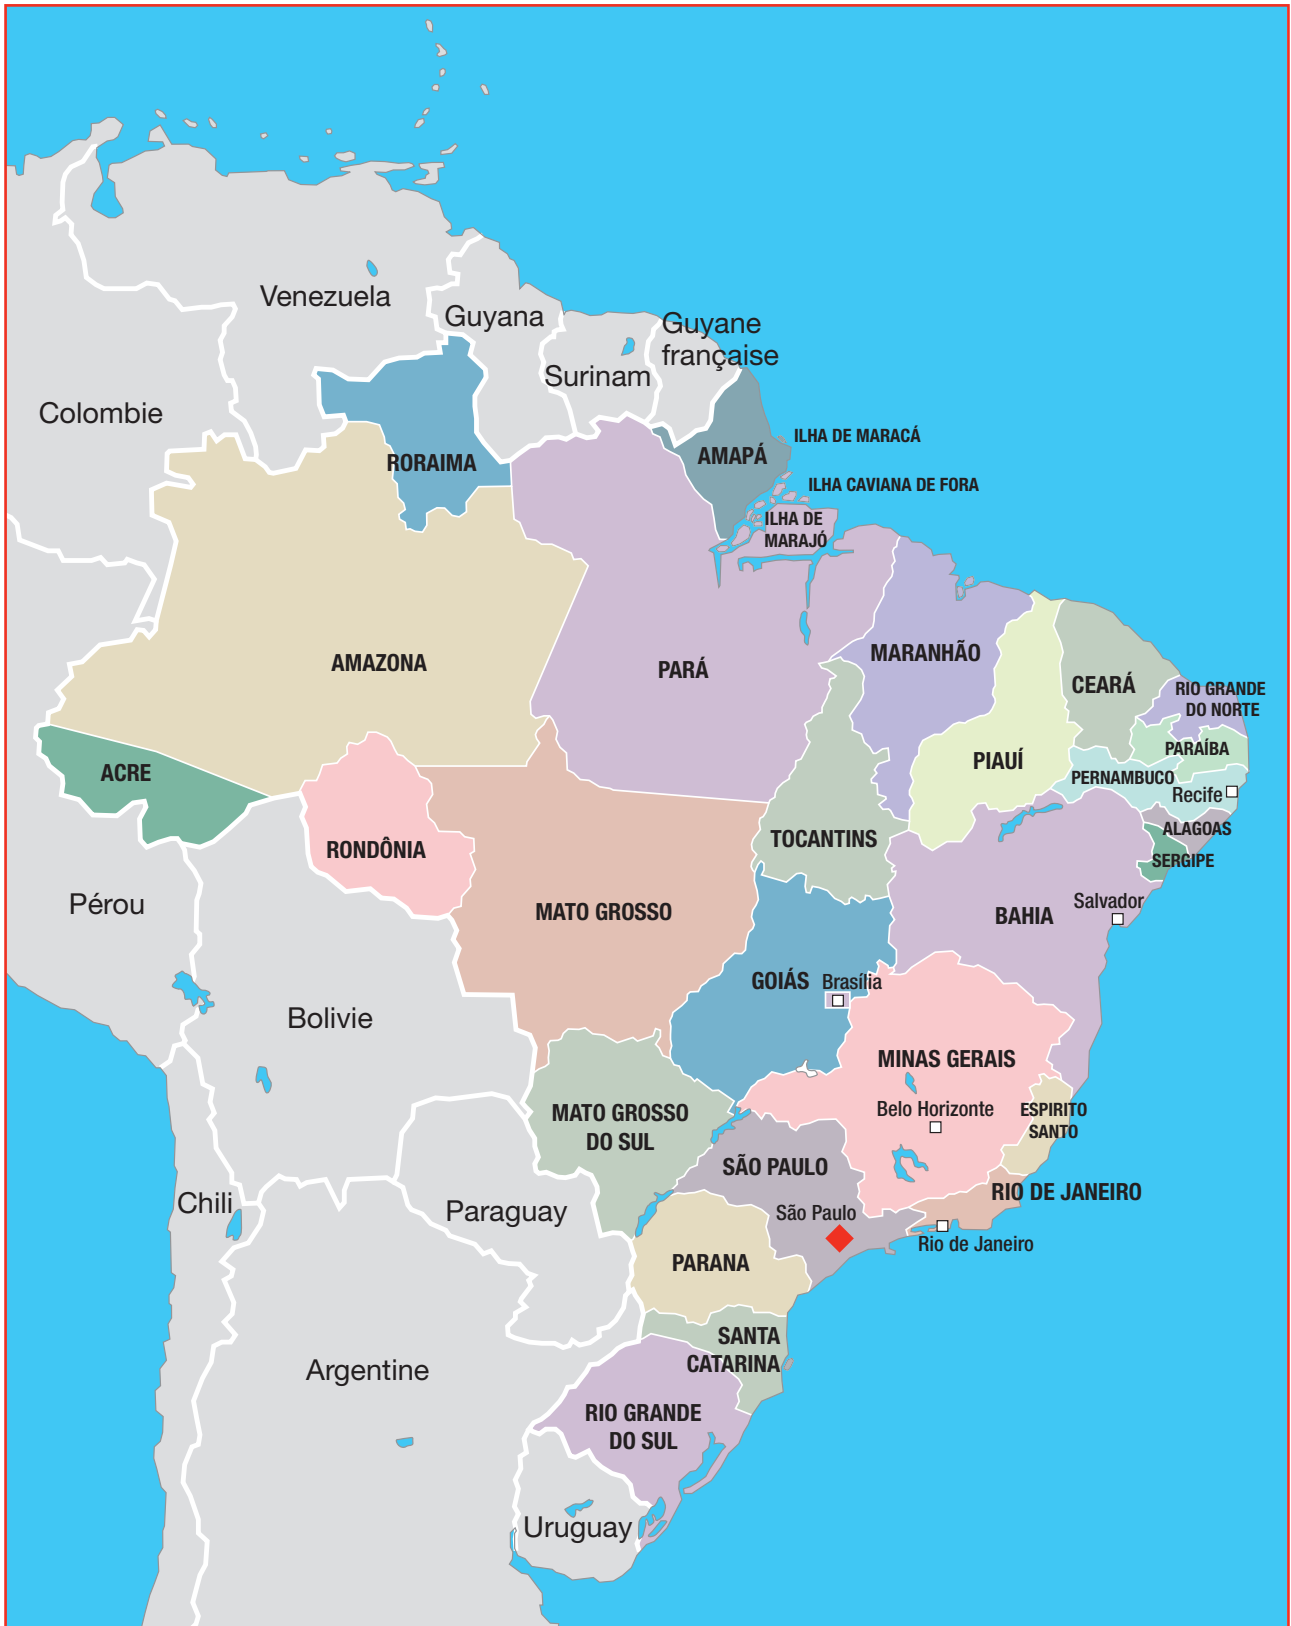 Venezuela
Guyana
Guyane
française
Surinam
Colombie
ILHA DE MARACÁ
AMAPÁ
RORAIMA
ILHA CAVIANA DE FORA
ILHA DE
MARAJÓ
AMAZONA
PARÁ
MARANHÃO
CEARÁ
RIO GRANDE
DO NORTE
PARAÍBA
PIAUÍ
ACRE
PERNAMBUCO
Recife
ALAGOAS
TOCANTINS
RONDÔNIA
SERGIPE
Pérou
Salvador
MATO GROSSO
BAHIA
GOIÁS
Brasília
Bolivie
MINAS GERAIS
Belo Horizonte
ESPIRITO
SANTO
MATO GROSSO
DO SUL
SÃO PAULO
RIO DE JANEIRO
Chili
Paraguay
São Paulo
Rio de Janeiro
PARANA
SANTA
CATARINA
Argentine
RIO GRANDE
DO SUL
Uruguay